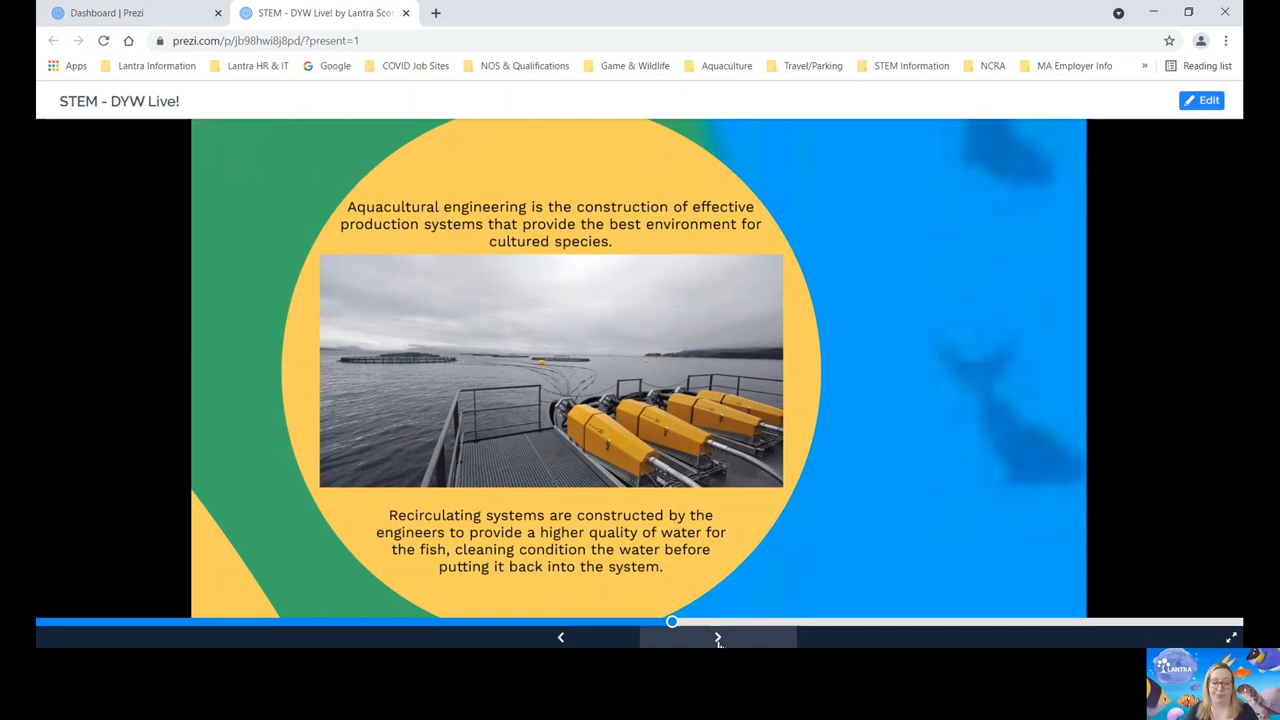 Dashboard | Prezi
STEM - DYW Live! by Lantra Scot
prezi.com/p/jb98hwi8j8pd/?present=1
Apps
Lantra Information
Lantra HR & IT
Google
COVID Job Sites
NOS & Qualifications
Game & Wildlife
Aquaculture
Travel/Parking
STEM Information
NCRA
MA Employer Info
»
Reading list
STEM - DYW Live!
Edit
Aquacultural engineering is the construction of effective
production systems that provide the best environment for
cultured species.
Recirculating systems are constructed by the
engineers to provide a higher quality of water for
the fish, cleaning condition the water before
putting it back into the system.
LANTRA